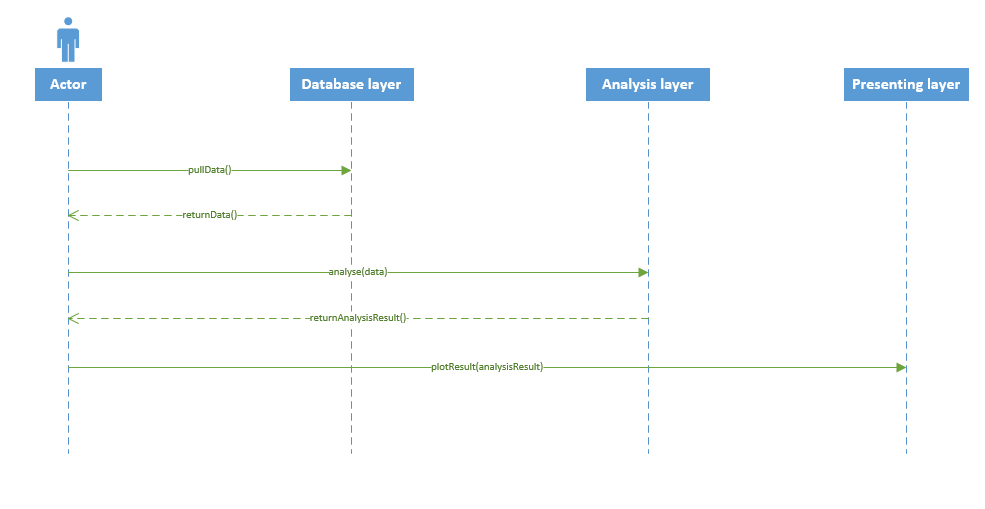 Actor
Database layer
Analysis layer
Presenting layer
pullData()
returnData()
analyse(data)
returnAnalysisResult()
plotResult(analysisResult)